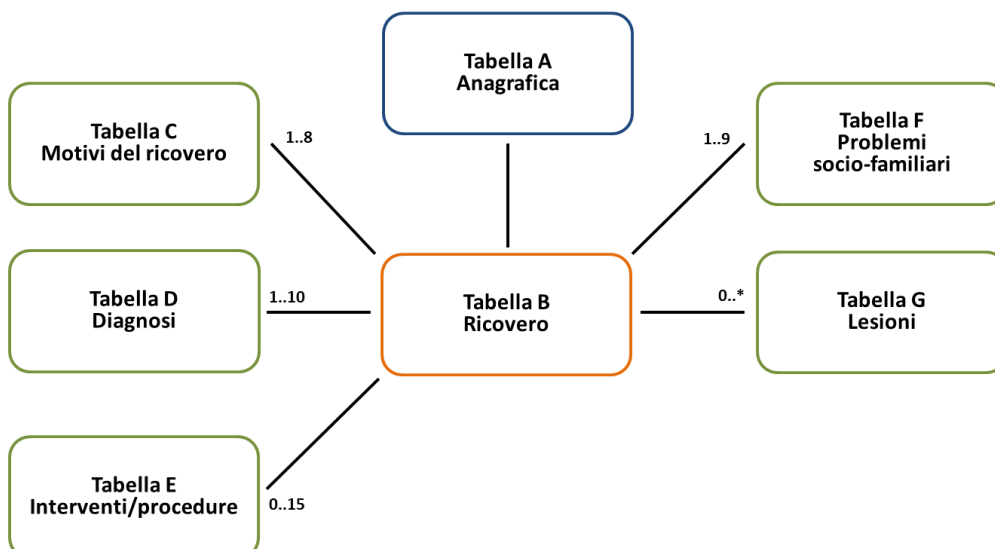 Tabella A
Anagrafica
Tabella C
Motivi del ricovero
1..8
1..9
Tabella F
Problemi
socio-familiari
Tabella D
Diagnosi
1..10
Tabella B
Ricovero
0..*
Tabella G
Lesioni
Tabella E
Interventi/procedure
0..15